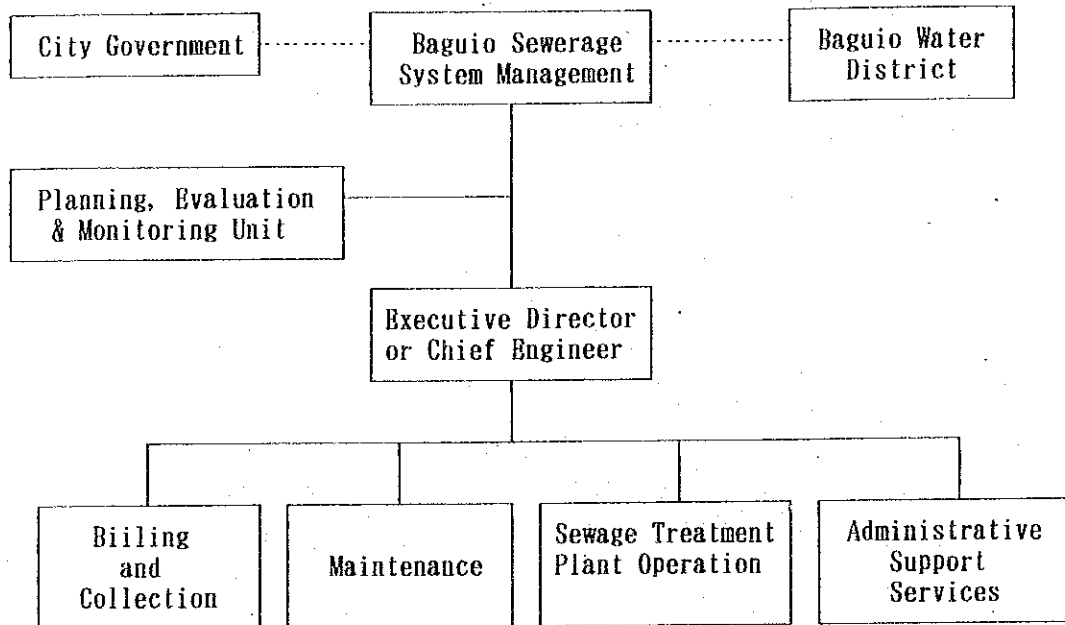 City Government
Baguio Sewerage
System Management
Baguio Water
District
Planning, Evaluation
& Monitoring Unit
Executive Director
or Chief Engineer
Biiling
and
Collection
Maintenance
Sewage Treatment
Plant Operation
Administrative
Support
Services